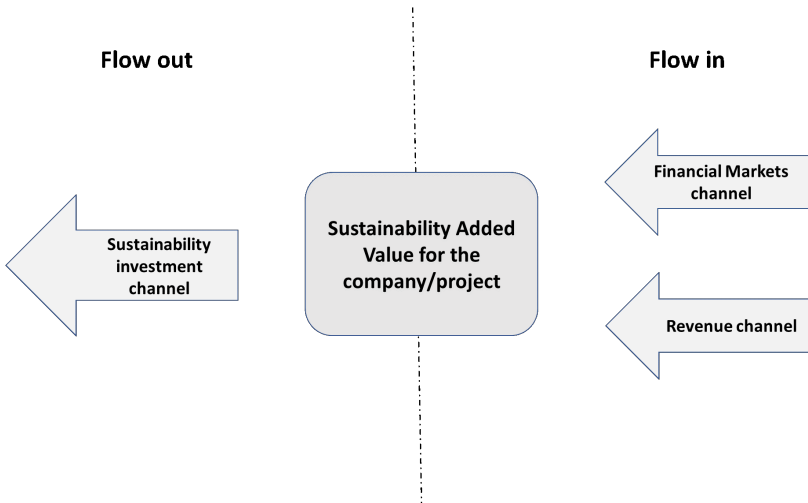 Flow out
Flow in
Sustainability
investment
channel
Sustainability Added
Value for the
company/project
Financial Markets
channel
Revenue channel